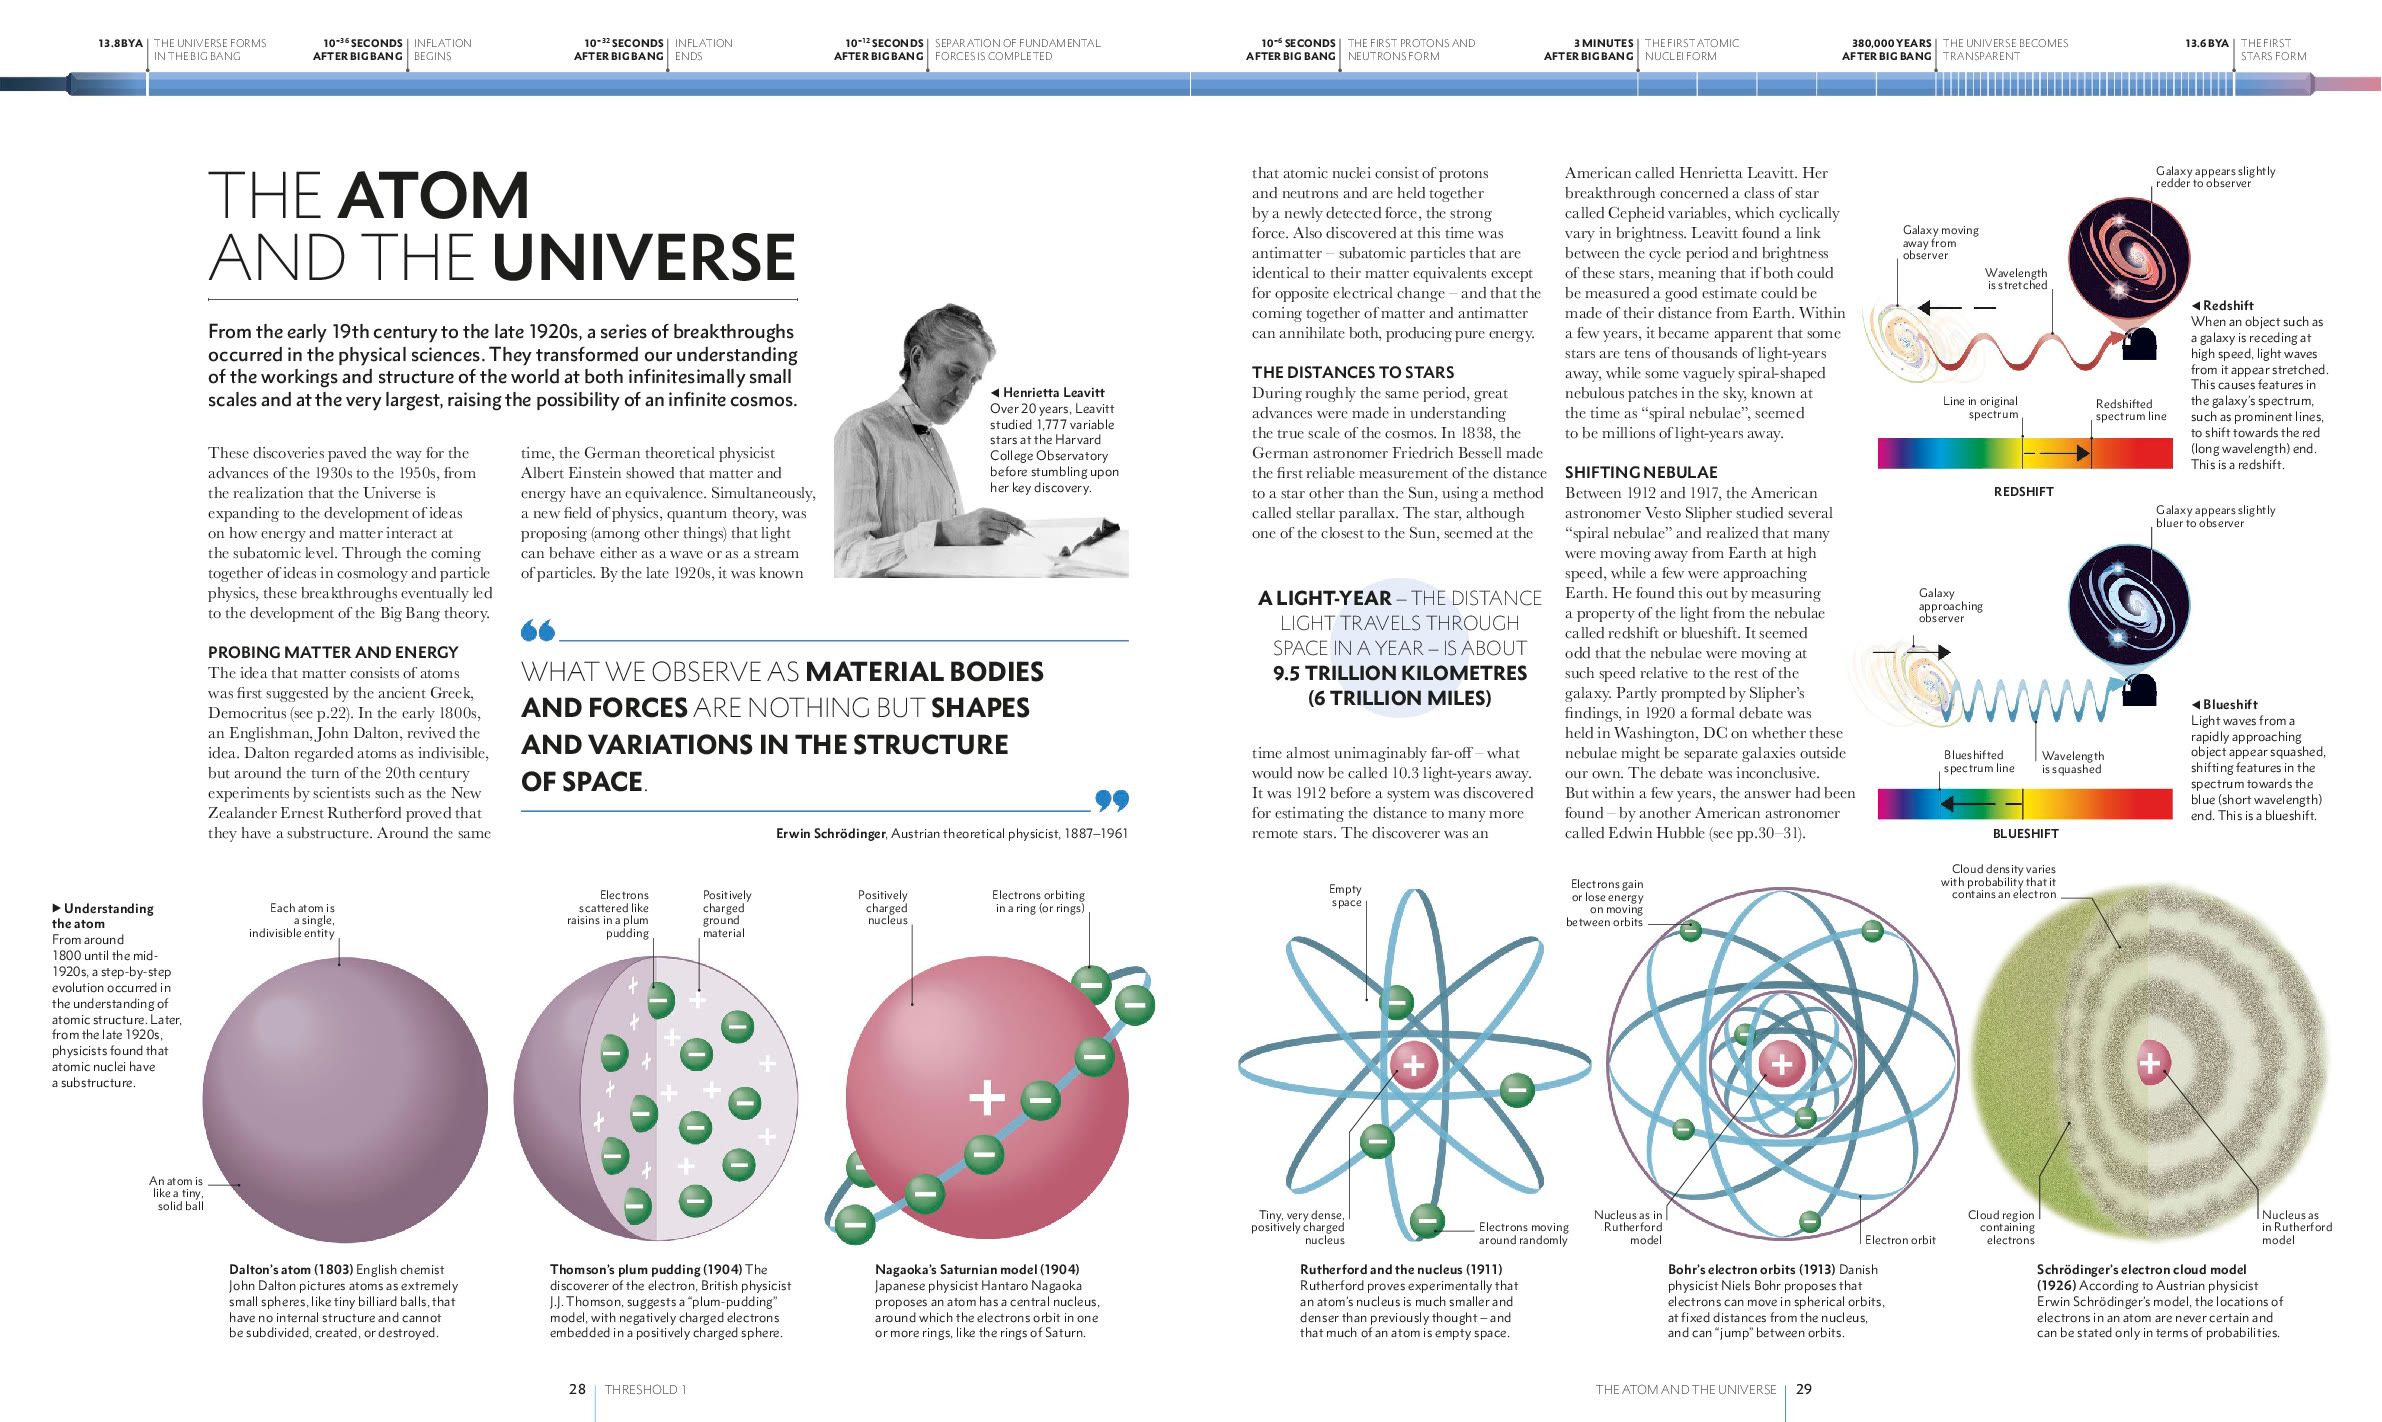 13.8BYA
THE UNIVERSE FORMS
IN THE BIG BANG
10⁻³⁶ SECONDS
AFTER BIG BANG
INFLATION
BEGINS
10⁻³² SECONDS
AFTER BIG BANG
INFLATION
ENDS
10⁻¹² SECONDS
AFTER BIG BANG
SEPARATION OF FUNDAMENTAL
FORCES IS COMPLETED
10⁻⁶ SECONDS
AFTER BIG BANG
THE FIRST PROTONS AND
NEUTRONS FORM
3 MINUTES
AFTER BIG BANG
THE FIRST ATOMIC
NUCLEI FORM
380,000 YEARS
AFTER BIG BANG
THE UNIVERSE BECOMES
TRANSPARENT
13.6 BYA
THE FIRST
STARS FORM
THE ATOM
AND THE UNIVERSE
From the early 19th century to the late 1920s, a series of breakthroughs
occurred in the physical sciences. They transformed our understanding
of the workings and structure of the world at both infinitesimally small
scales and at the very largest, raising the possibility of an infinite cosmos.
These discoveries paved the way for the
advances of the 1930s to the 1950s, from
the realization that the Universe is
expanding to the development of ideas
on how energy and matter interact at
the subatomic level. Through the coming
together of ideas in cosmology and particle
physics, these breakthroughs eventually led
to the development of the Big Bang theory.
PROBING MATTER AND ENERGY
The idea that matter consists of atoms
was first suggested by the ancient Greek,
Democritus (see p.22). In the early 1800s,
an Englishman, John Dalton, revived the
idea. Dalton regarded atoms as indivisible,
but around the turn of the 20th century
experiments by scientists such as the New
Zealander Ernest Rutherford proved that
they have a substructure. Around the same
time, the German theoretical physicist
Albert Einstein showed that matter and
energy have an equivalence. Simultaneously,
a new field of physics, quantum theory, was
proposing (among other things) that light
can behave either as a wave or as a stream
of particles. By the late 1920s, it was known
◀ Henrietta Leavitt
Over 20 years, Leavitt
studied 1,777 variable
stars at the Harvard
College Observatory
before stumbling upon
her key discovery.
“
WHAT WE OBSERVE AS MATERIAL BODIES
AND FORCES ARE NOTHING BUT SHAPES
AND VARIATIONS IN THE STRUCTURE
OF SPACE.
”
Erwin Schrödinger, Austrian theoretical physicist, 1887–1961
that atomic nuclei consist of protons
and neutrons and are held together
by a newly detected force, the strong
force. Also discovered at this time was
antimatter – subatomic particles that are
identical to their matter equivalents except
for opposite electrical change – and that the
coming together of matter and antimatter
can annihilate both, producing pure energy.
THE DISTANCES TO STARS
During roughly the same period, great
advances were made in understanding
the true scale of the cosmos. In 1838, the
German astronomer Friedrich Bessell made
the first reliable measurement of the distance
to a star other than the Sun, using a method
called stellar parallax. The star, although
one of the closest to the Sun, seemed at the
A LIGHT-YEAR – THE DISTANCE
LIGHT TRAVELS THROUGH
SPACE IN A YEAR – IS ABOUT
9.5 TRILLION KILOMETRES
(6 TRILLION MILES)
time almost unimaginably far-off – what
would now be called 10.3 light-years away.
It was 1912 before a system was discovered
for estimating the distance to many more
remote stars. The discoverer was an
American called Henrietta Leavitt. Her
breakthrough concerned a class of star
called Cepheid variables, which cyclically
vary in brightness. Leavitt found a link
between the cycle period and brightness
of these stars, meaning that if both could
be measured a good estimate could be
made of their distance from Earth. Within
a few years, it became apparent that some
stars are tens of thousands of light-years
away, while some vaguely spiral-shaped
nebulous patches in the sky, known at
the time as “spiral nebulae”, seemed
to be millions of light-years away.
SHIFTING NEBULAE
Between 1912 and 1917, the American
astronomer Vesto Slipher studied several
“spiral nebulae” and realized that many
were moving away from Earth at high
speed, while a few were approaching
Earth. He found this out by measuring
a property of the light from the nebulae
called redshift or blueshift. It seemed
odd that the nebulae were moving at
such speed relative to the rest of the
galaxy. Partly prompted by Slipher’s
findings, in 1920 a formal debate was
held in Washington, DC on whether these
nebulae might be separate galaxies outside
our own. The debate was inconclusive.
But within a few years, the answer had been
found – by another American astronomer
called Edwin Hubble (see pp.30–31).
Galaxy appears slightly
redder to observer
Galaxy moving
away from
observer
Wavelength
is stretched
◀ Redshift
When an object such as
a galaxy is receding at
high speed, light waves
from it appear stretched.
This causes features in
the galaxy’s spectrum,
such as prominent lines,
to shift towards the red
(long wavelength) end.
This is a redshift.
Line in original
spectrum
Redshifted
spectrum line
REDSHIFT
Galaxy appears slightly
bluer to observer
Galaxy
approaching
observer
Blueshifted
spectrum line
Wavelength
is squashed
◀ Blueshift
Light waves from a
rapidly approaching
object appear squashed,
shifting features in the
spectrum towards the
blue (short wavelength)
end. This is a blueshift.
BLUESHIFT
▶ Understanding
the atom
From around
1800 until the mid-
1920s, a step-by-step
evolution occurred in
the understanding of
atomic structure. Later,
from the late 1920s,
physicists found that
atomic nuclei have
a substructure.
Each atom is
a single,
indivisible entity
An atom is
like a tiny,
solid ball
Dalton’s atom (1803) English chemist
John Dalton pictures atoms as extremely
small spheres, like tiny billiard balls, that
have no internal structure and cannot
be subdivided, created, or destroyed.
Electrons
scattered like
raisins in a plum
pudding
Positively
charged
ground
material
Thomson’s plum pudding (1904) The
discoverer of the electron, British physicist
J.J. Thomson, suggests a “plum-pudding”
model, with negatively charged electrons
embedded in a positively charged sphere.
Positively
charged
nucleus
Electrons orbiting
in a ring (or rings)
Nagaoka’s Saturnian model (1904)
Japanese physicist Hantaro Nagaoka
proposes an atom has a central nucleus,
around which the electrons orbit in one
or more rings, like the rings of Saturn.
Empty
space
Tiny, very dense,
positively charged
nucleus
Electrons moving
around randomly
Rutherford and the nucleus (1911)
Rutherford proves experimentally that
an atom’s nucleus is much smaller and
denser than previously thought – and
that much of an atom is empty space.
Electrons gain
or lose energy
on moving
between orbits
Nucleus as in
Rutherford
model
Electron orbit
Bohr’s electron orbits (1913) Danish
physicist Niels Bohr proposes that
electrons can move in spherical orbits,
at fixed distances from the nucleus,
and can “jump” between orbits.
Cloud density varies
with probability that it
contains an electron
Cloud region
containing
electrons
Nucleus as
in Rutherford
model
Schrödinger’s electron cloud model
(1926) According to Austrian physicist
Erwin Schrödinger’s model, the locations of
electrons in an atom are never certain and
can be stated only in terms of probabilities.
28
THRESHOLD 1
THE ATOM AND THE UNIVERSE
29